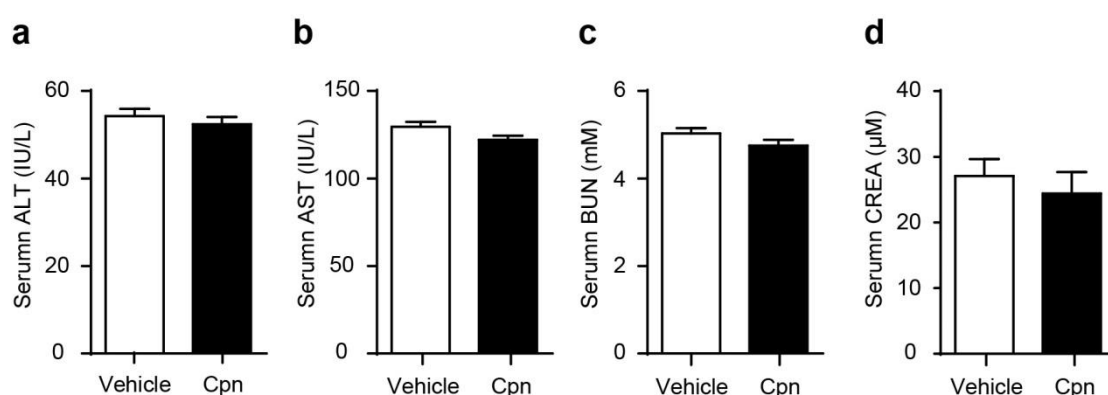 a
Serumn ALT (IU/L)
60
40
20
0
Vehicle Cpn
b
Serumn AST (IU/L)
150
100
50
0
Vehicle Cpn
c
Serumn BUN (mM)
6
4
2
0
Vehicle Cpn
d
Serumn CREA (μM)
40
30
20
10
0
Vehicle Cpn